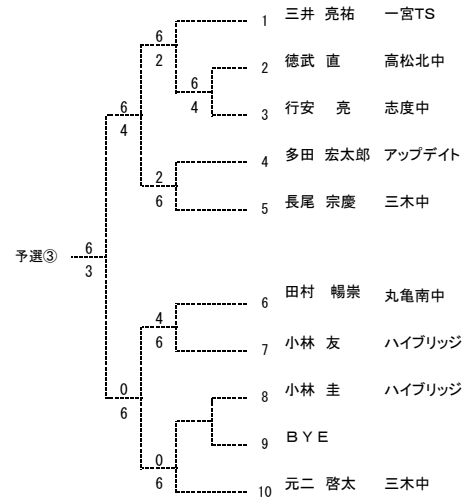 6 1 三井 亮祐 一宮TS
2 6 2 徳武 直 高松北中
6 4 3 行安 亮 志度中
4
2 4 多田 宏太郎 アップデイト
6 5 長尾 宗慶 三木中
予選③ 6
3
4 6 田村 暢崇 丸亀南中
6 7 小林 友 ハイブリッジ
0 8 小林 圭 ハイブリッジ
6
9 BYE
0
6 10 元二 啓太 三木中